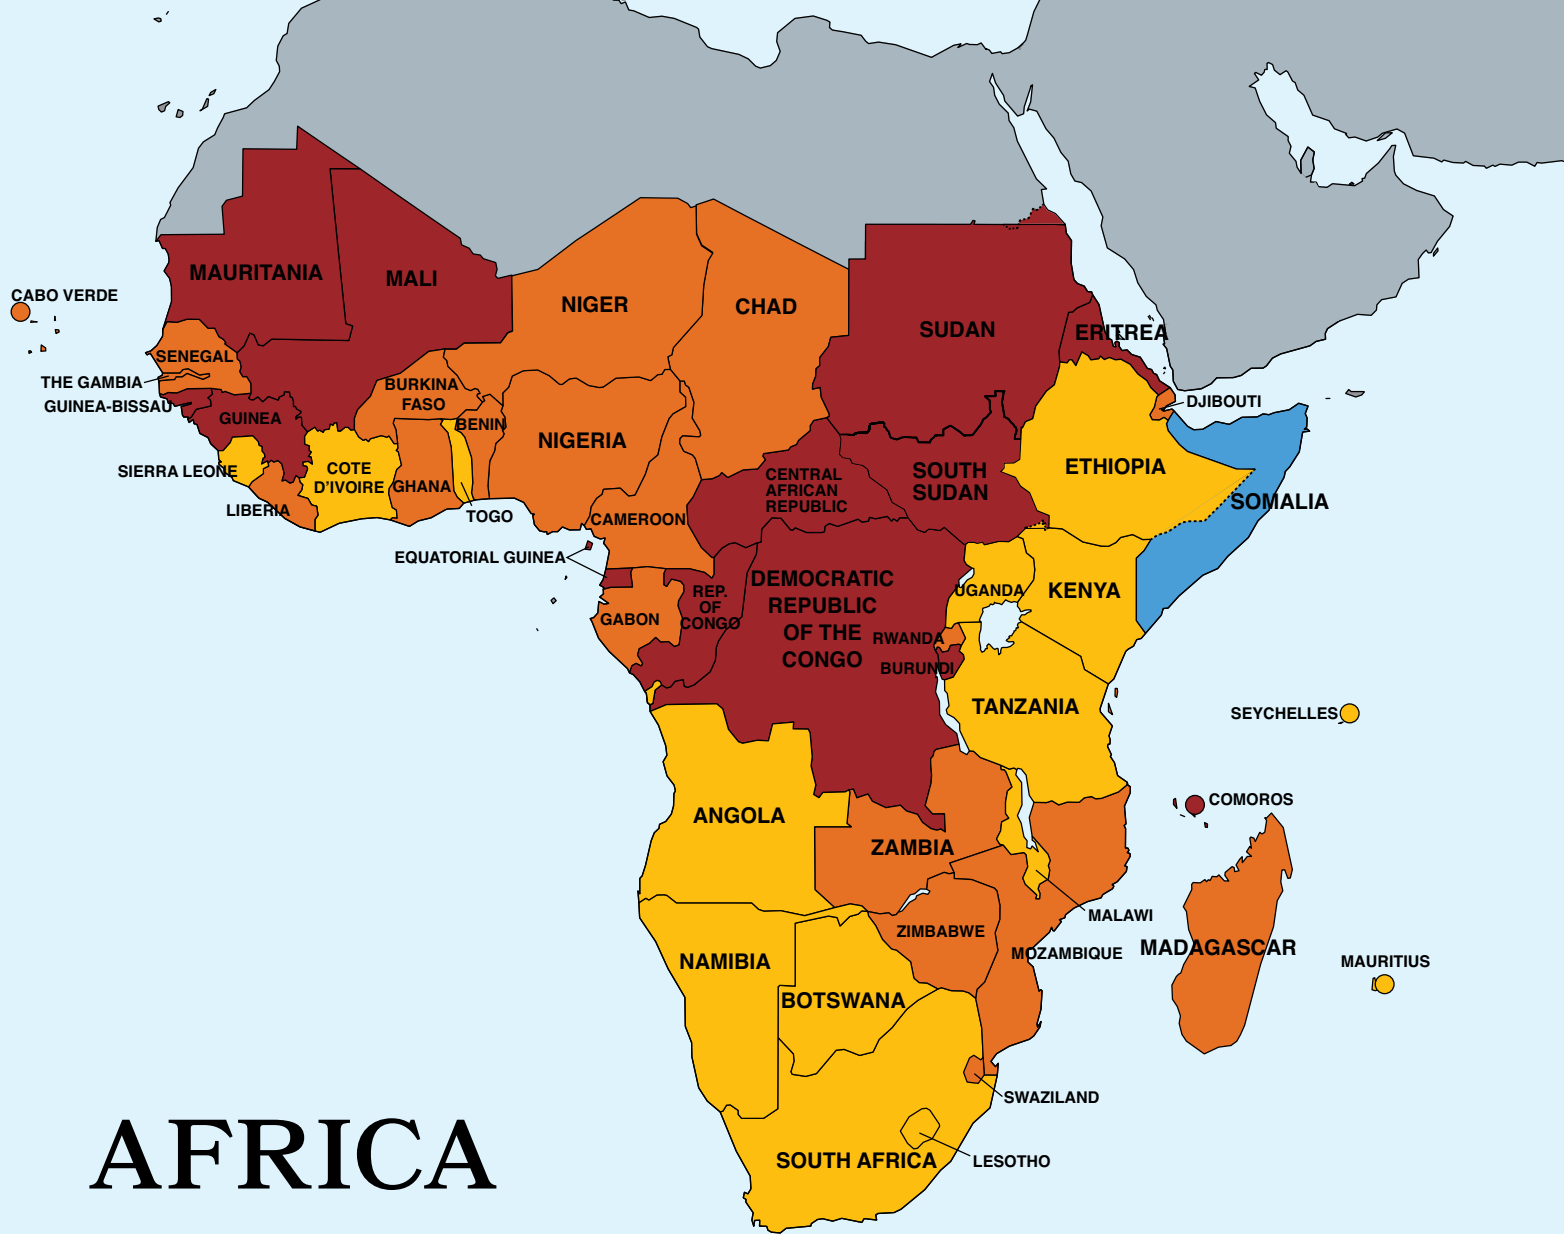 MAURITANIA
MALI
NIGER
CHAD
SUDAN
ERITREA
CABO VERDE
SENEGAL
THE GAMBIA
GUINEA-BISSAU
GUINEA
BURKINA
FASO
BENIN
NIGERIA
DJIBOUTI
SIERRA LEONE
COTE
D'IVOIRE
GHANA
LIBERIA
TOGO
CAMEROON
CENTRAL
AFRICAN
REPUBLIC
SOUTH
SUDAN
ETHIOPIA
SOMALIA
EQUATORIAL GUINEA
GABON
REP.
OF
CONGO
DEMOCRATIC
REPUBLIC
OF THE
CONGO
UGANDA
KENYA
RWANDA
BURUNDI
TANZANIA
SEYCHELLES
COMOROS
ANGOLA
ZAMBIA
MALAWI
ZIMBABWE
MOZAMBIQUE
MADAGASCAR
MAURITIUS
NAMIBIA
BOTSWANA
SWAZILAND
SOUTH AFRICA
LESOTHO
AFRICA